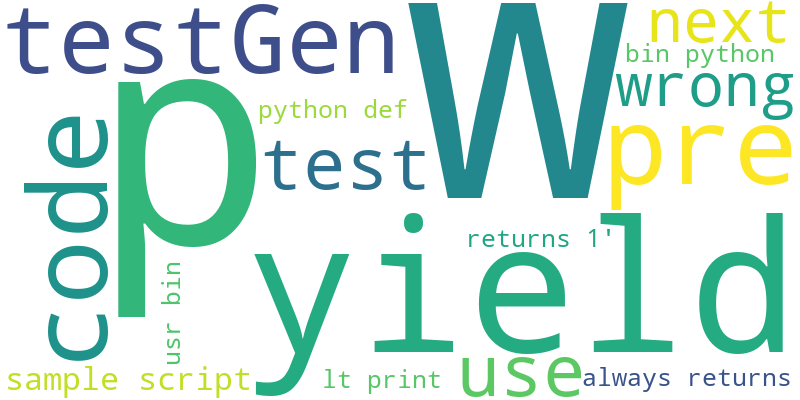 testGen
W
next
bin python
wrong
p
python def
code
test
pre
yield
returns 1'
usr bin
sample script
lt print
use
always returns